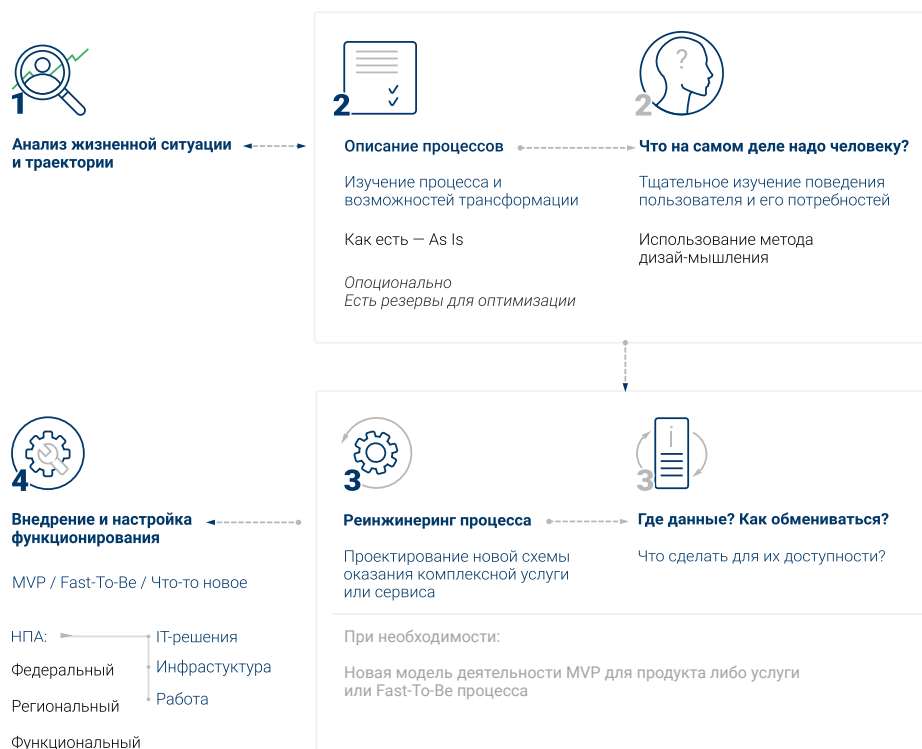 1
Анализ жизненной ситуации
и траектории
2
Описание процессов
Изучение процесса и
возможностей трансформации
Как есть — As Is
Опоционально
Есть резервы для оптимизации
?
2
Что на самом деле надо человеку?
Тщательное изучение поведения
пользователя и его потребностей
Использование метода
дизай-мышления
3
Реинжинеринг процесса
Проектирование новой схемы
оказания комплексной услуги
или сервиса
i
3
Где данные? Как обмениваться?
Что сделать для их доступности?
При необходимости:
Новая модель деятельности MVP для продукта либо услуги
или Fast-To-Be процесса
4
Внедрение и настройка
функционирования
MVP / Fast-To-Be / Что-то новое
НПА:
Федеральный
Региональный
Функциональный
IT-решения
Инфрастуктура
Работа